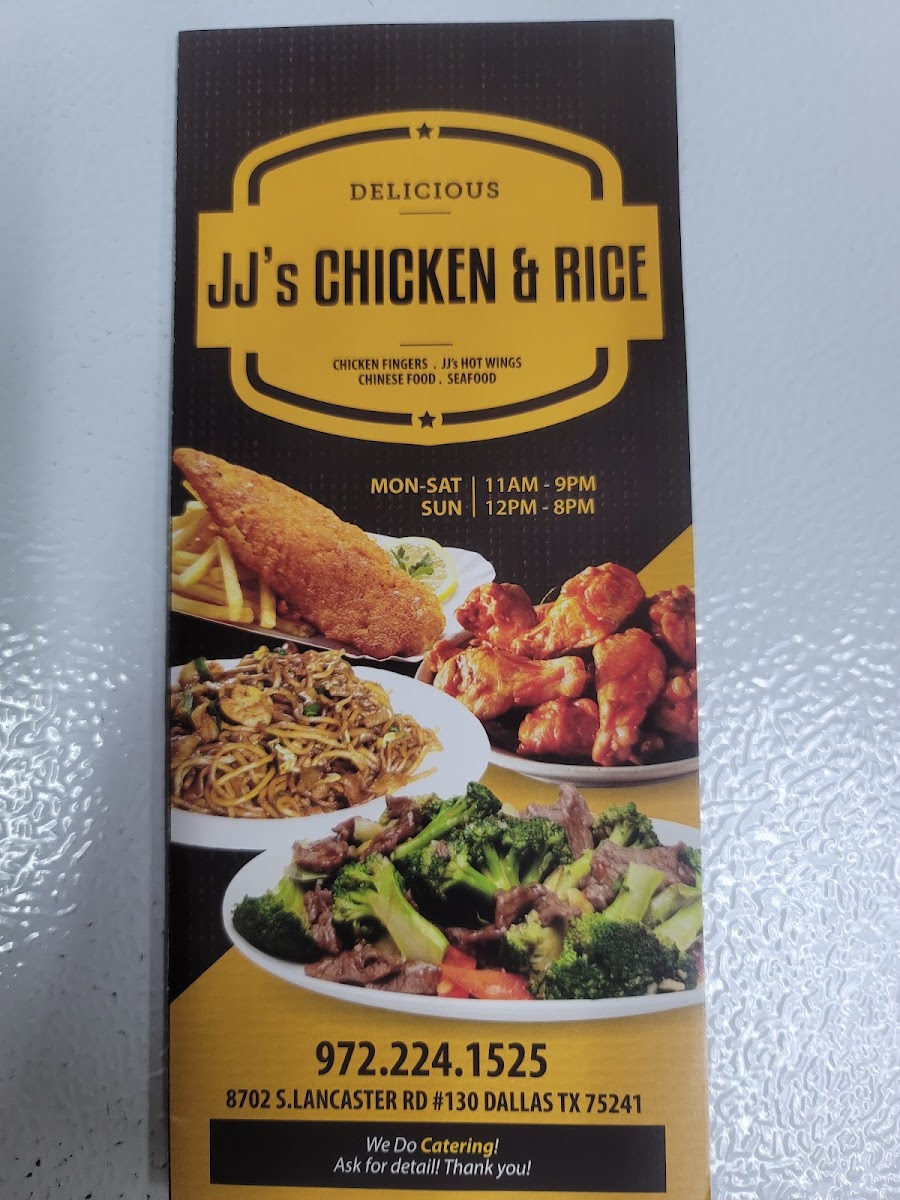 DELICIOUS
JJ's CHICKEN & RICE
CHICKEN FINGERS . JJ's HOT WINGS
CHINESE FOOD . SEAFOOD
MON-SAT | 11AM - 9PM
SUN | 12PM - 8PM
972.224.1525
8702 S.LANCASTER RD #130 DALLAS TX 75241
We Do Catering!
Ask for detail! Thank you!